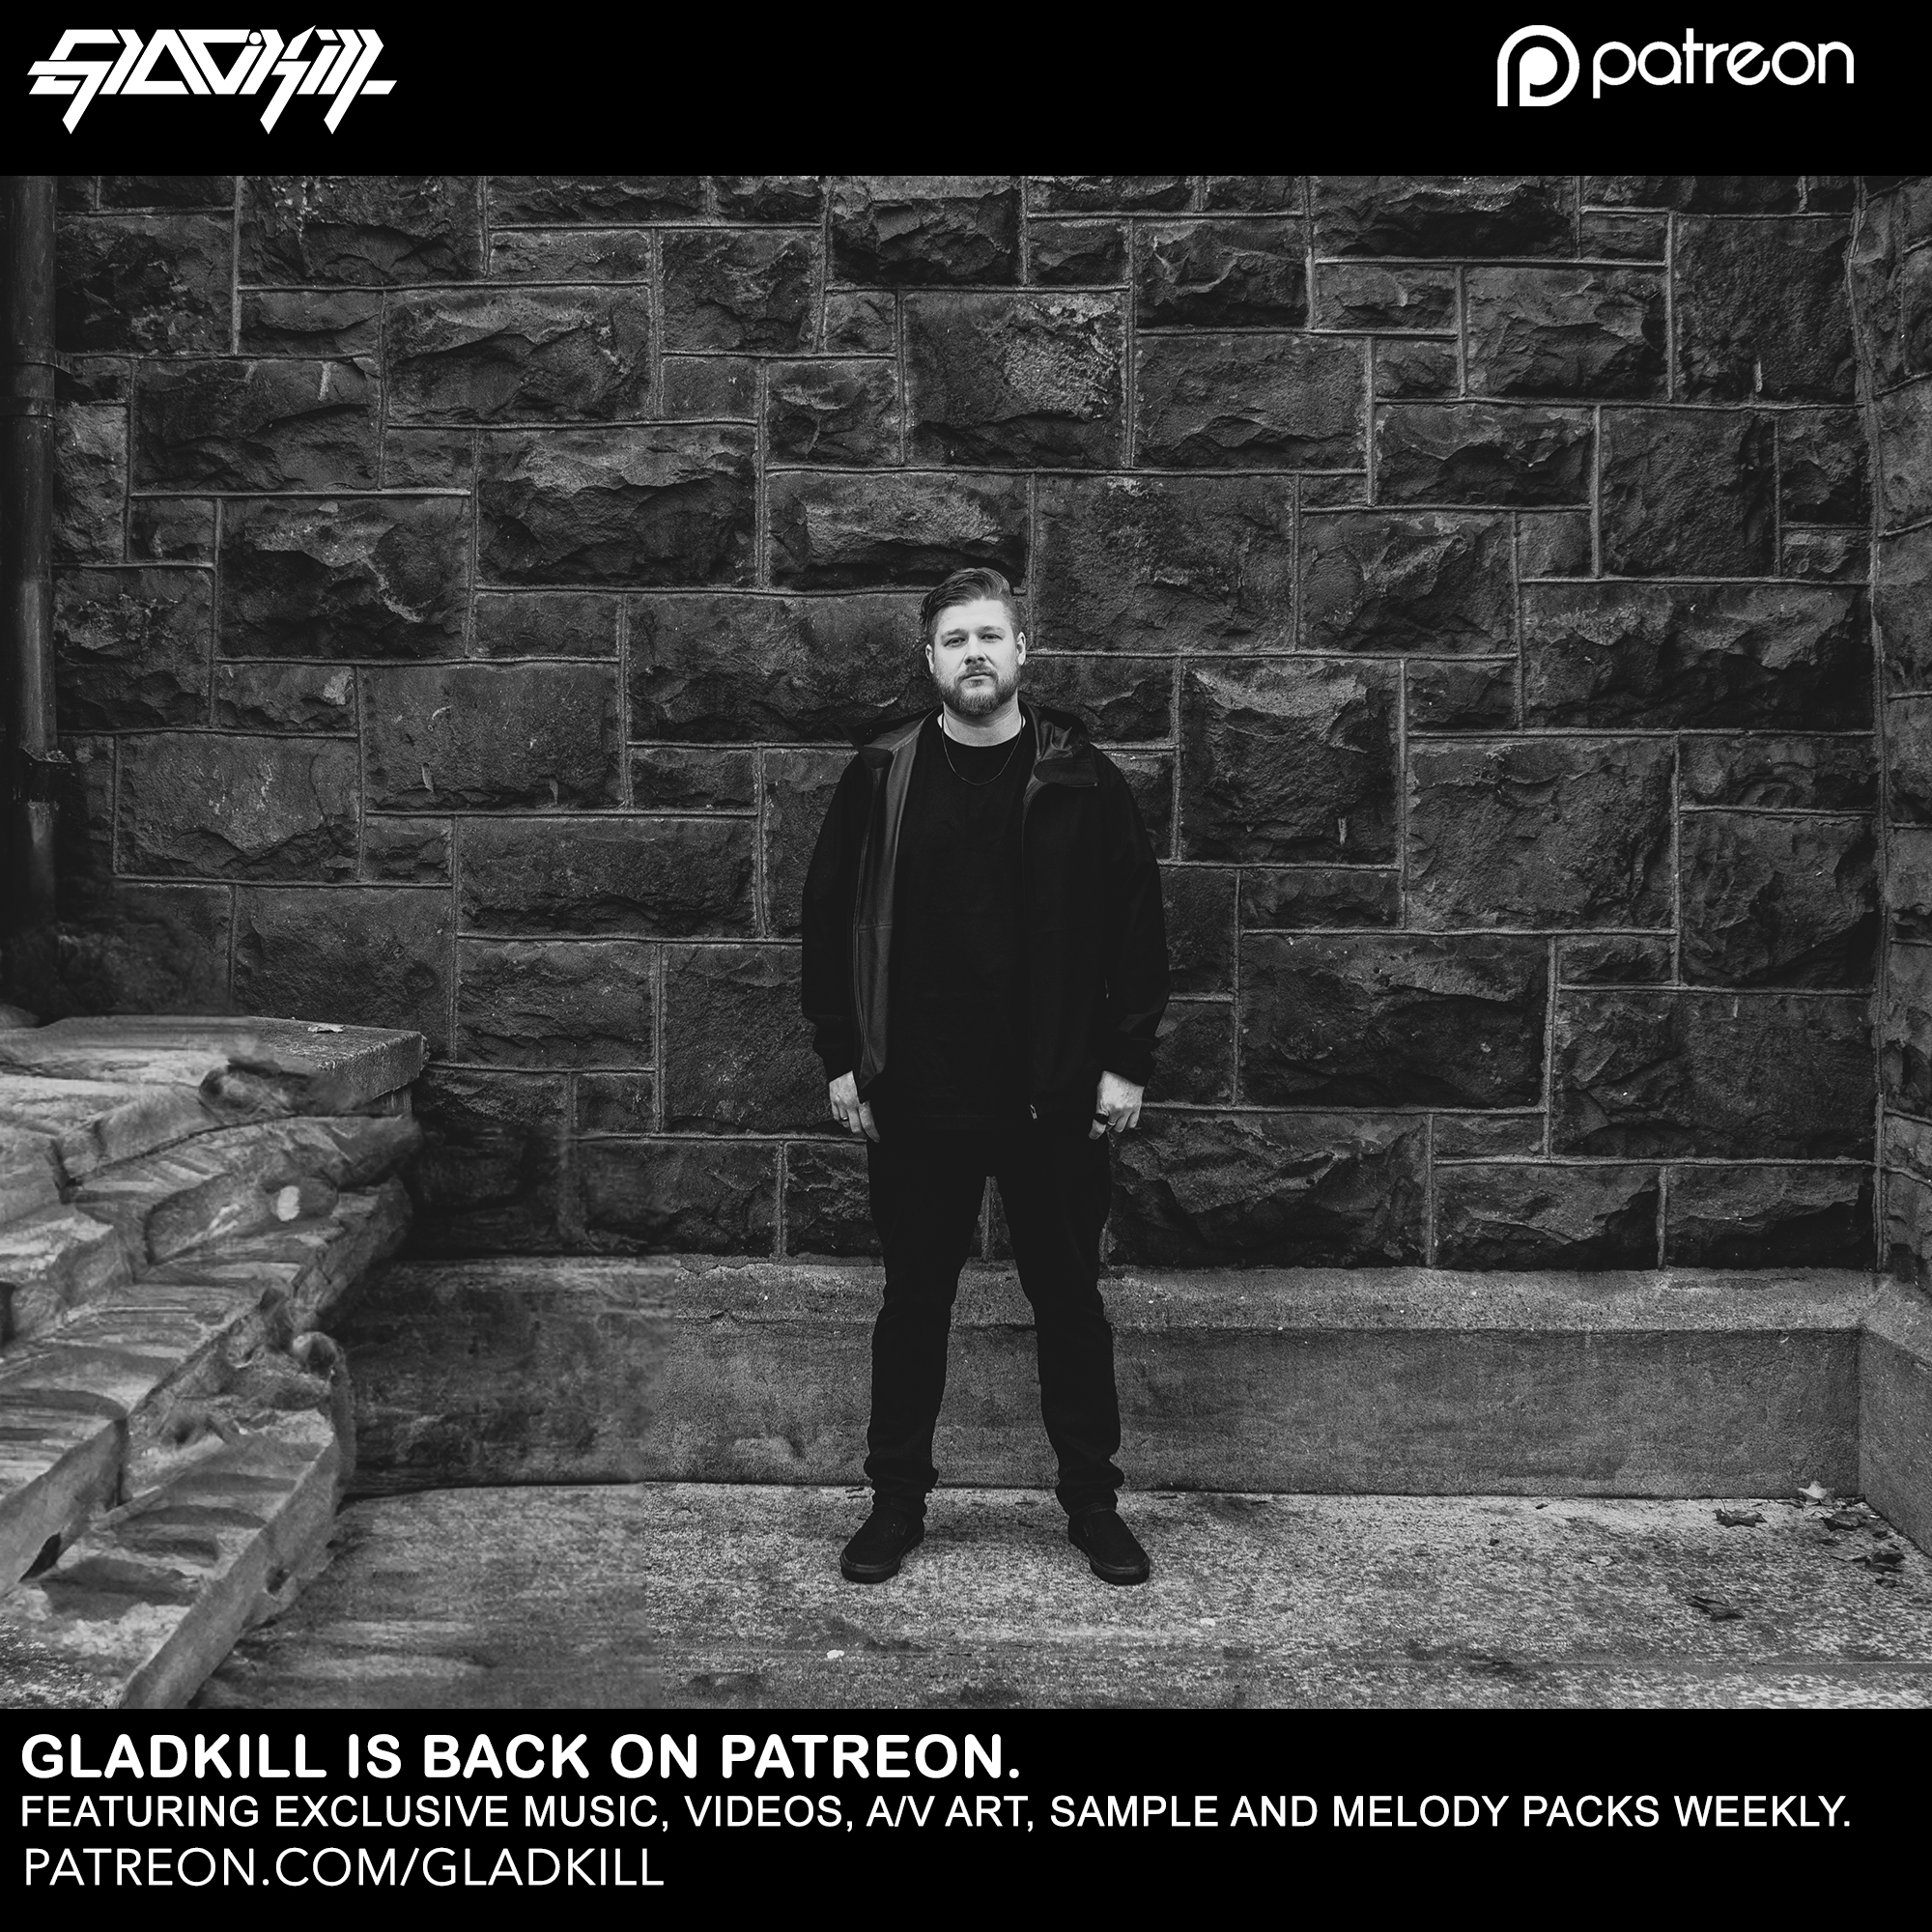 GLADKILL
patreon
GLADKILL IS BACK ON PATREON.
FEATURING EXCLUSIVE MUSIC, VIDEOS, A/V ART, SAMPLE AND MELODY PACKS WEEKLY.
PATREON.COM/GLADKILL